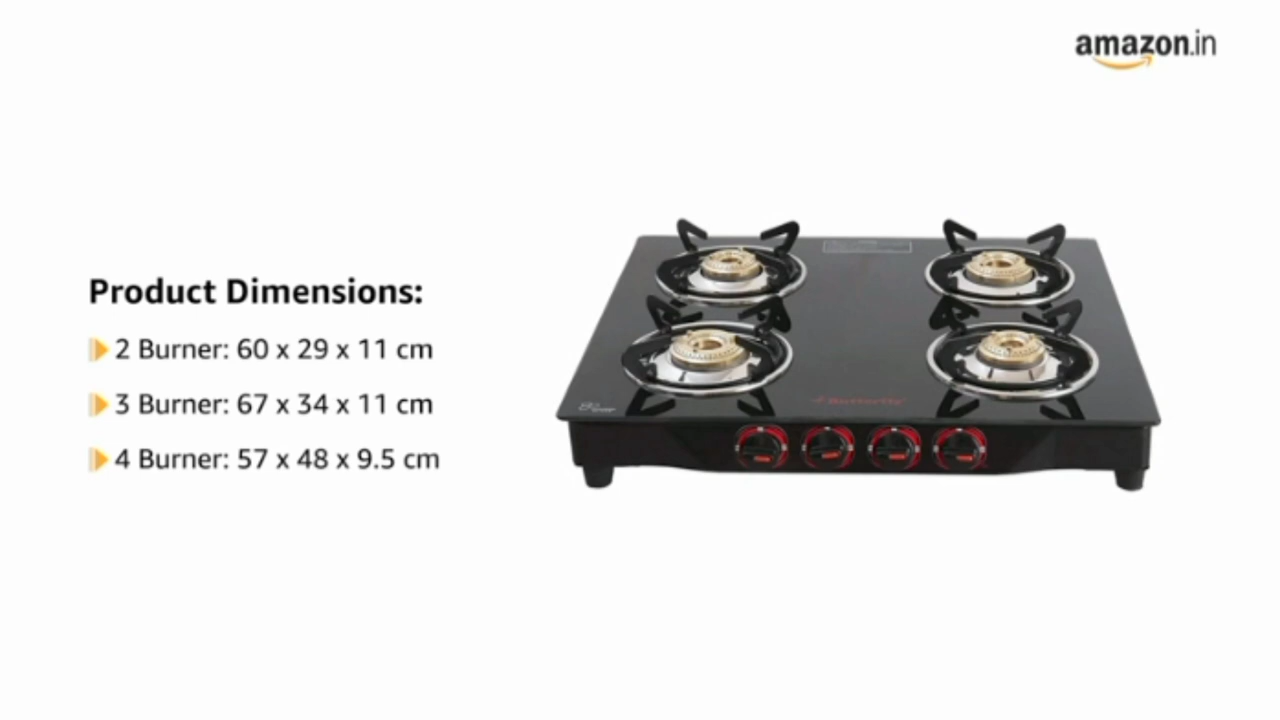 amazon.in
Product Dimensions:
2 Burner: 60 x 29 x 11 cm
3 Burner: 67 x 34 x 11 cm
4 Burner: 57 x 48 x 9.5 cm
Butterfly